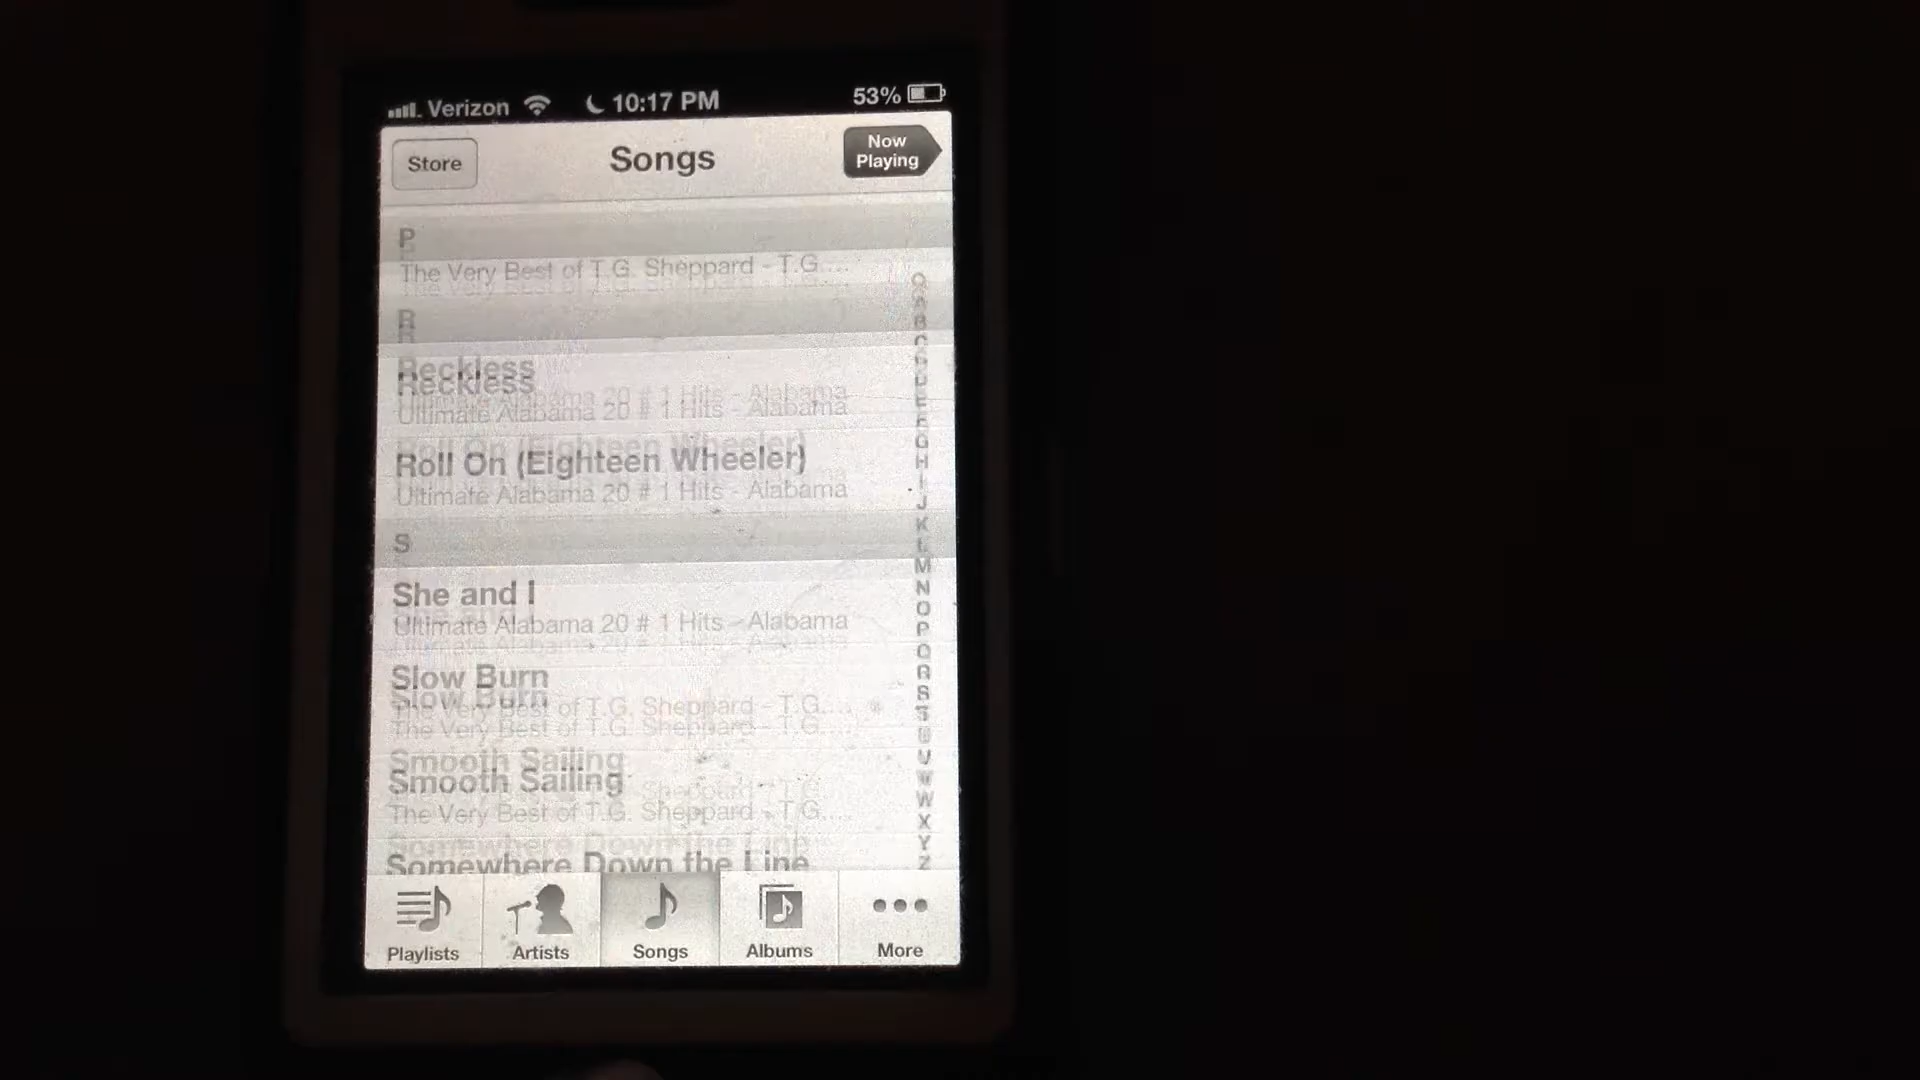 Verizon 10:17 PM 53%
Store Songs Now Playing
P
The Very Best of T.G. Sheppard - T.G....
R
Reckless
Ultimate Alabama 20 # 1 Hits - Alabama
Roll On (Eighteen Wheeler)
Ultimate Alabama 20 # 1 Hits - Alabama
S
She and I
Ultimate Alabama 20 # 1 Hits - Alabama
Slow Burn
The Very Best of T.G. Sheppard - T.G....
Smooth Sailing
The Very Best of T.G. Sheppard - T.G....
Somewhere Down the Line
B
C
D
E
G
H
I
J
K
L
M
N
O
P
Q
R
S
T
U
W
X
Y
Z
Playlists Artists Songs Albums More